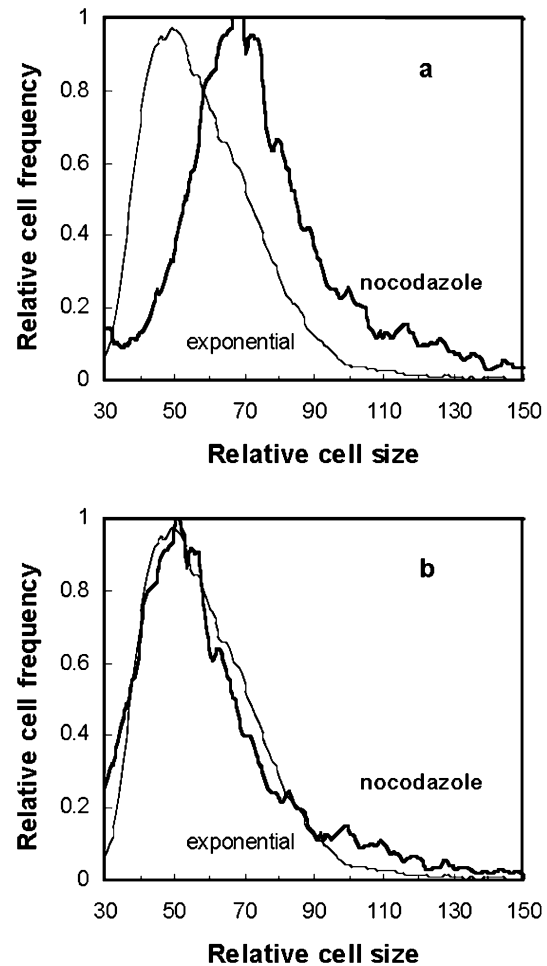 1
a
0.8
0.6
0.4
0.2
0
Relative cell frequency
nocodazole
exponential
30 50 70 90 110 130 150
Relative cell size
1
b
0.8
0.6
0.4
0.2
0
Relative cell frequency
nocodazole
exponential
30 50 70 90 110 130 150
Relative cell size